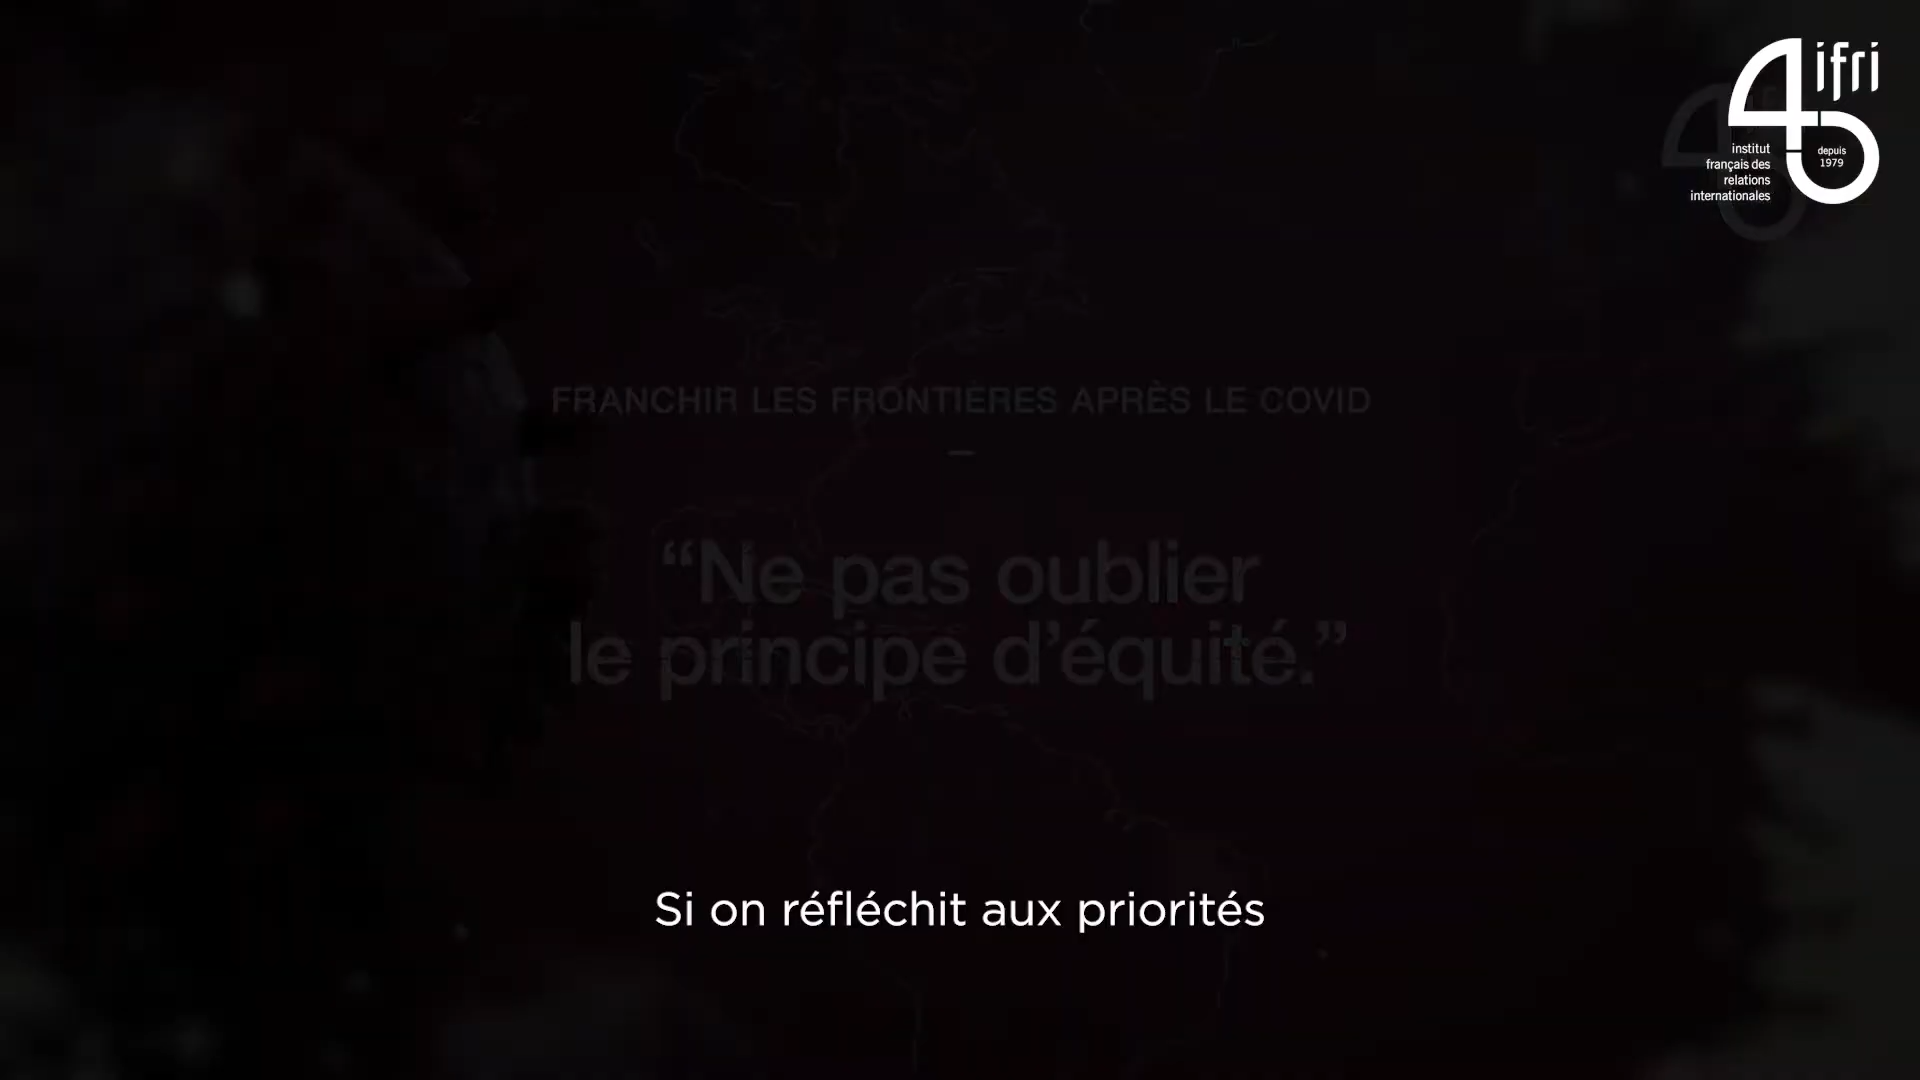 ifri
institut
français des
relations
internationales
depuis
1979
FRANCHIR LES FRONTIÈRES APRÈS LE COVID
—
“Ne pas oublier
le principe d’équité.”
Si on réfléchit aux priorités